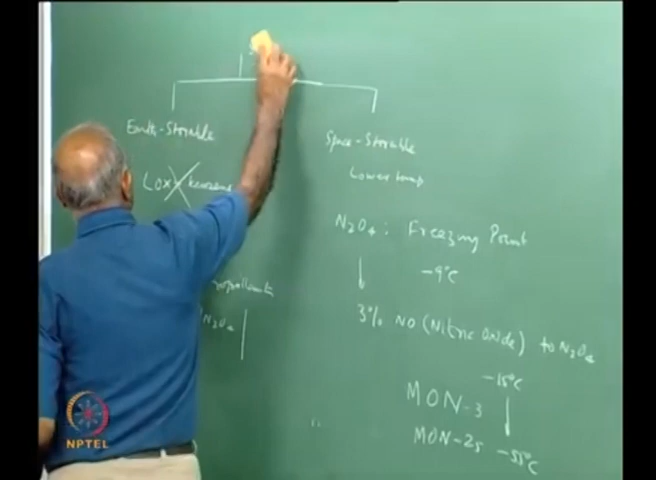 Earth-Storable
Space-Storable
LOX kerosene
Lower temp
N2O4 : Freezing Point
-9°C
N2O4
3% NO (Nitric Oxide) to N2O4
-15°C
MON-3
MON-25 -55°C
NPTEL